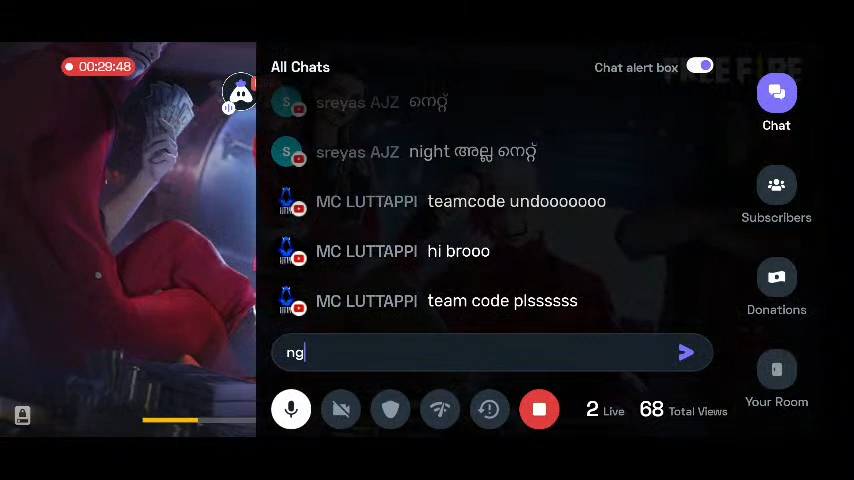 00:29:48
All Chats
Chat alert box
FREE FIRE
sreyas AJZ നെറ്റ്
sreyas AJZ night അല്ല നെറ്റ്
MC LUTTAPPI teamcode undooooooo
MC LUTTAPPI hi brooo
MC LUTTAPPI team code plssssss
ng
Chat
Subscribers
Donations
Your Room
2 Live 68 Total Views